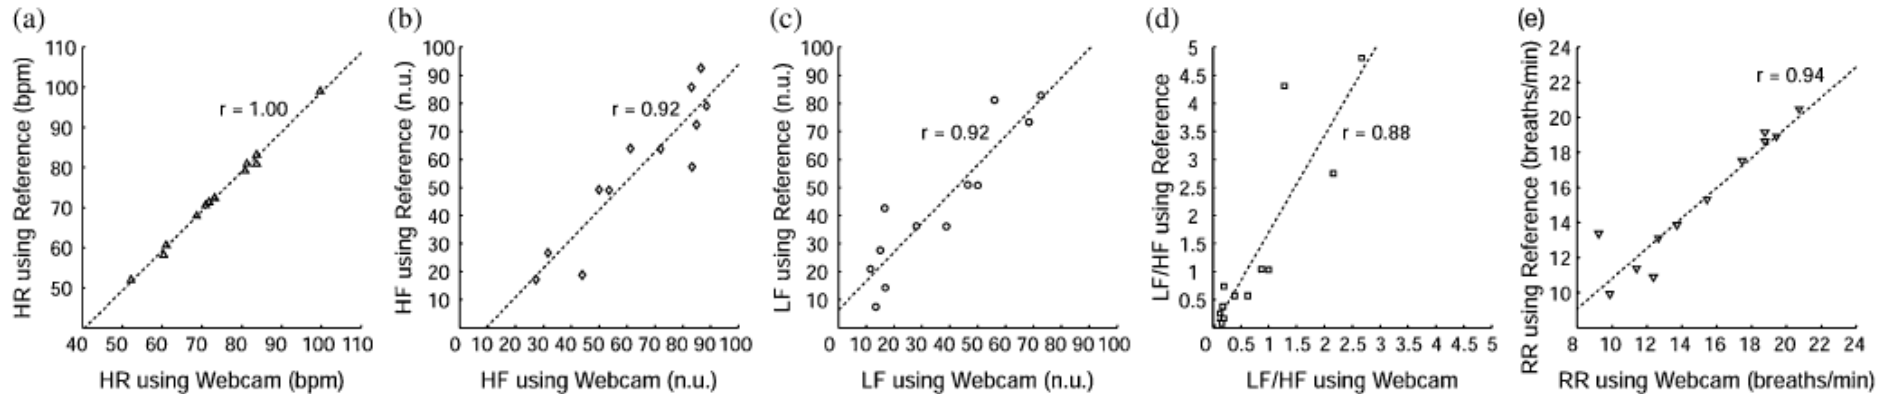 (a)
HR using Reference (bpm)
110
100
90
80
70
60
50
r = 1.00
40 50 60 70 80 90 100 110
HR using Webcam (bpm)
(b)
HF using Reference (n.u.)
100
90
80
70
60
50
40
30
20
10
r = 0.92
0 10 20 30 40 50 60 70 80 90 100
HF using Webcam (n.u.)
(c)
LF using Reference (n.u.)
100
90
80
70
60
50
40
30
20
10
r = 0.92
0 10 20 30 40 50 60 70 80 90 100
LF using Webcam (n.u.)
(d)
LF/HF using Reference
5
4.5
4
3.5
3
2.5
2
1.5
1
0.5
r = 0.88
0 0.5 1 1.5 2 2.5 3 3.5 4 4.5 5
LF/HF using Webcam
(e)
RR using Reference (breaths/min)
24
22
20
18
16
14
12
10
r = 0.94
8 10 12 14 16 18 20 22 24
RR using Webcam (breaths/min)